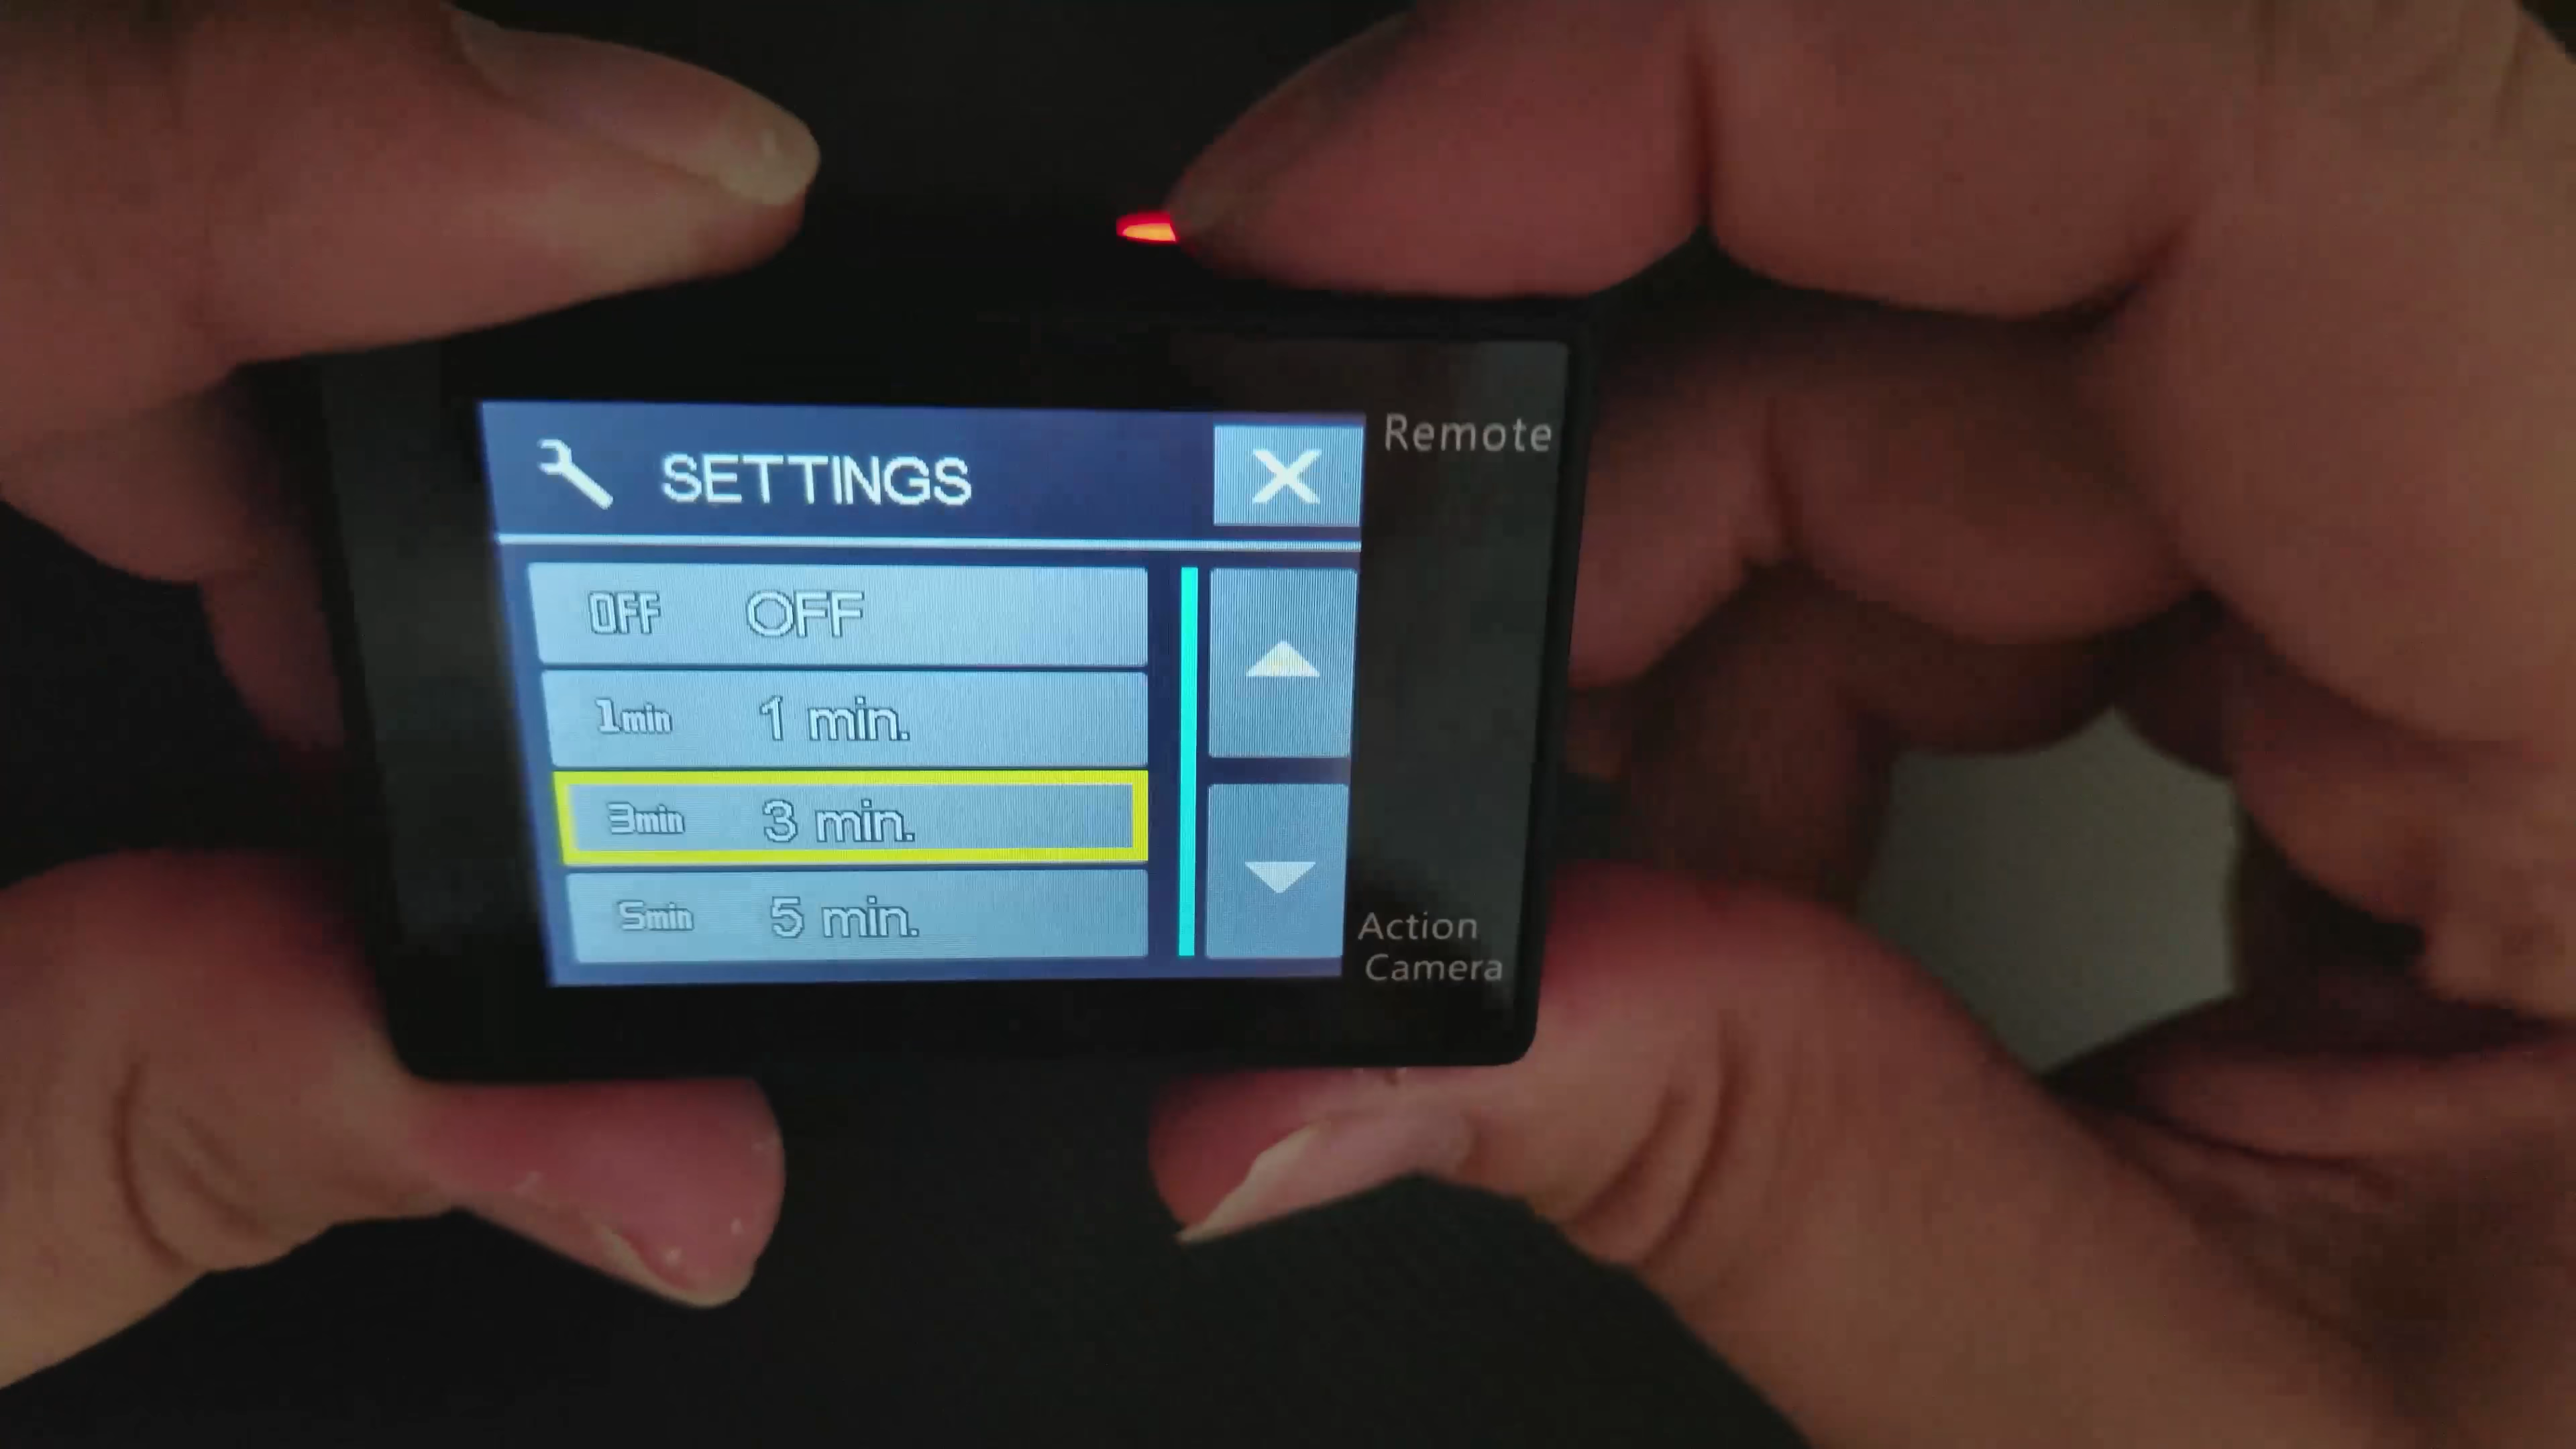 SETTINGS X
Remote
OFF OFF
1min 1 min.
3min 3 min.
5min 5 min.
Action
Camera